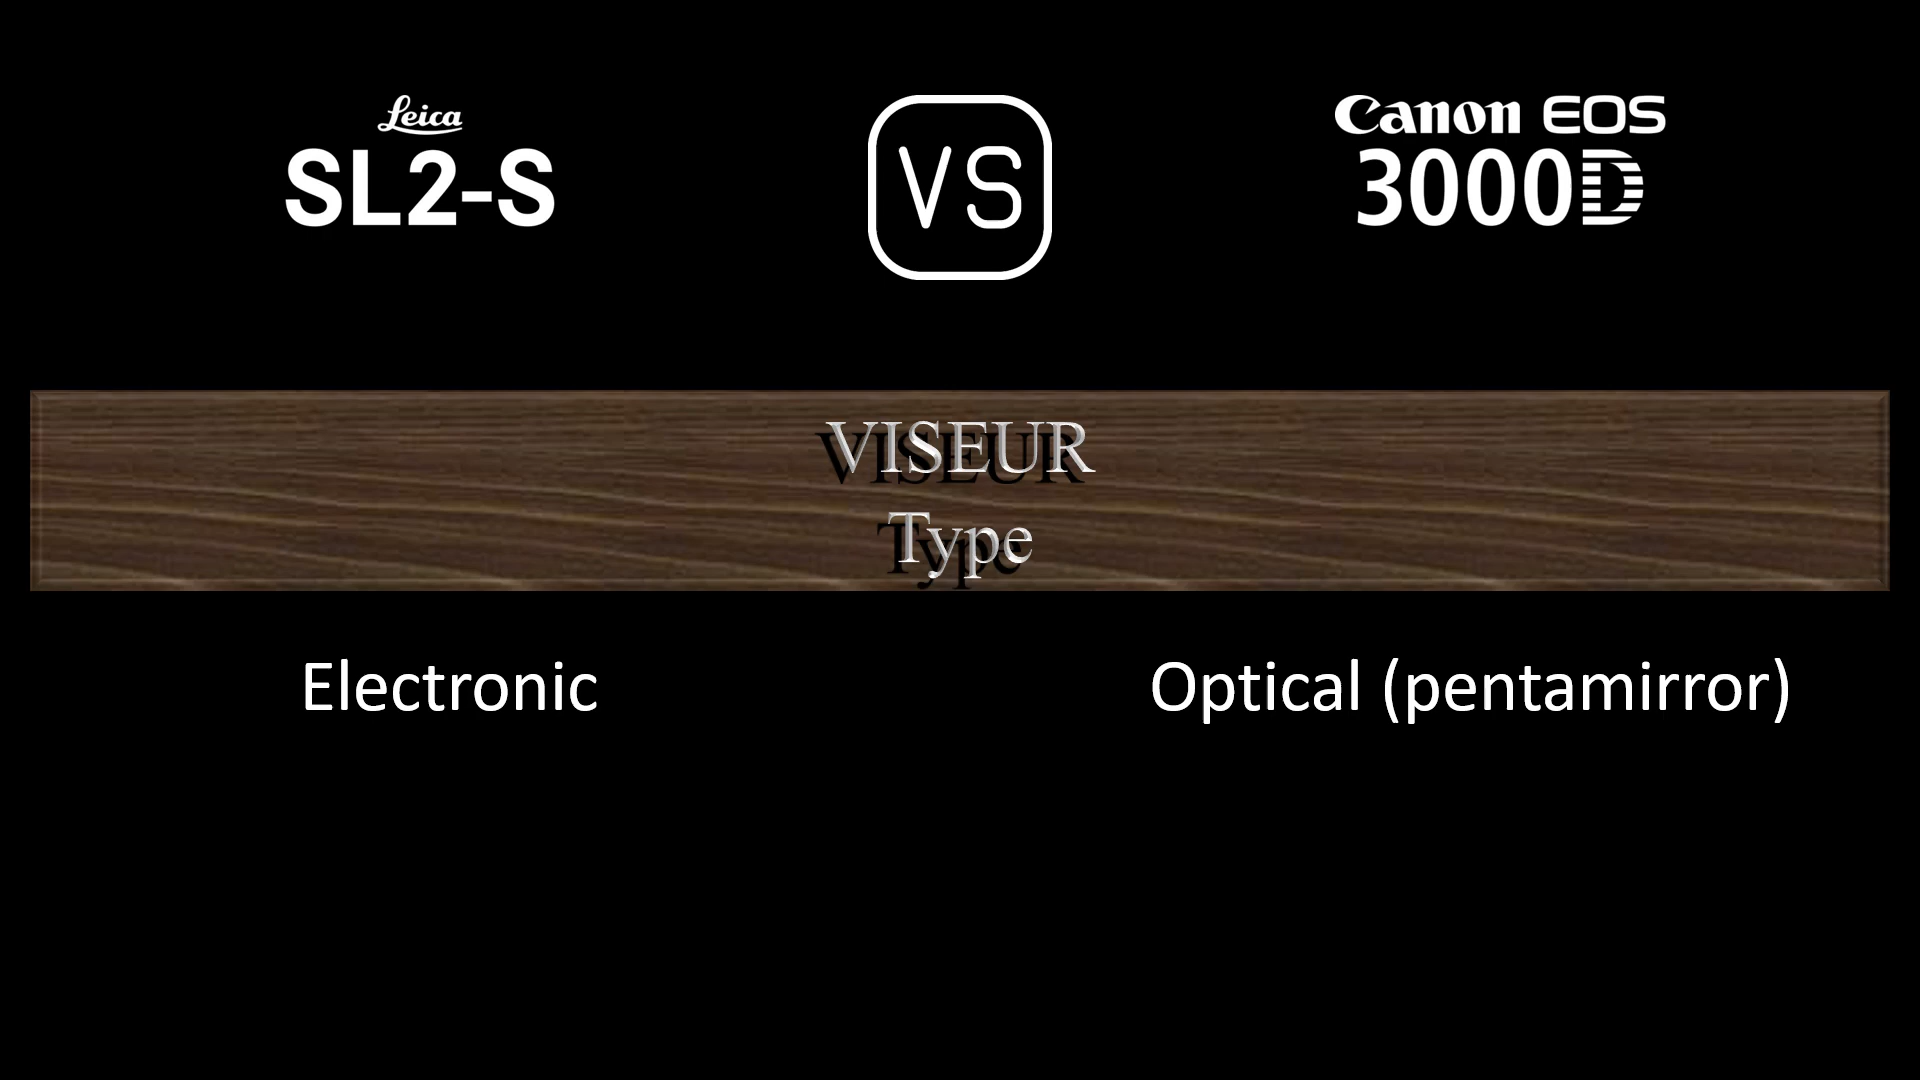 Leica
SL2-S
VS
Canon EOS
3000D
VISEUR
Type
Electronic
Optical (pentamirror)